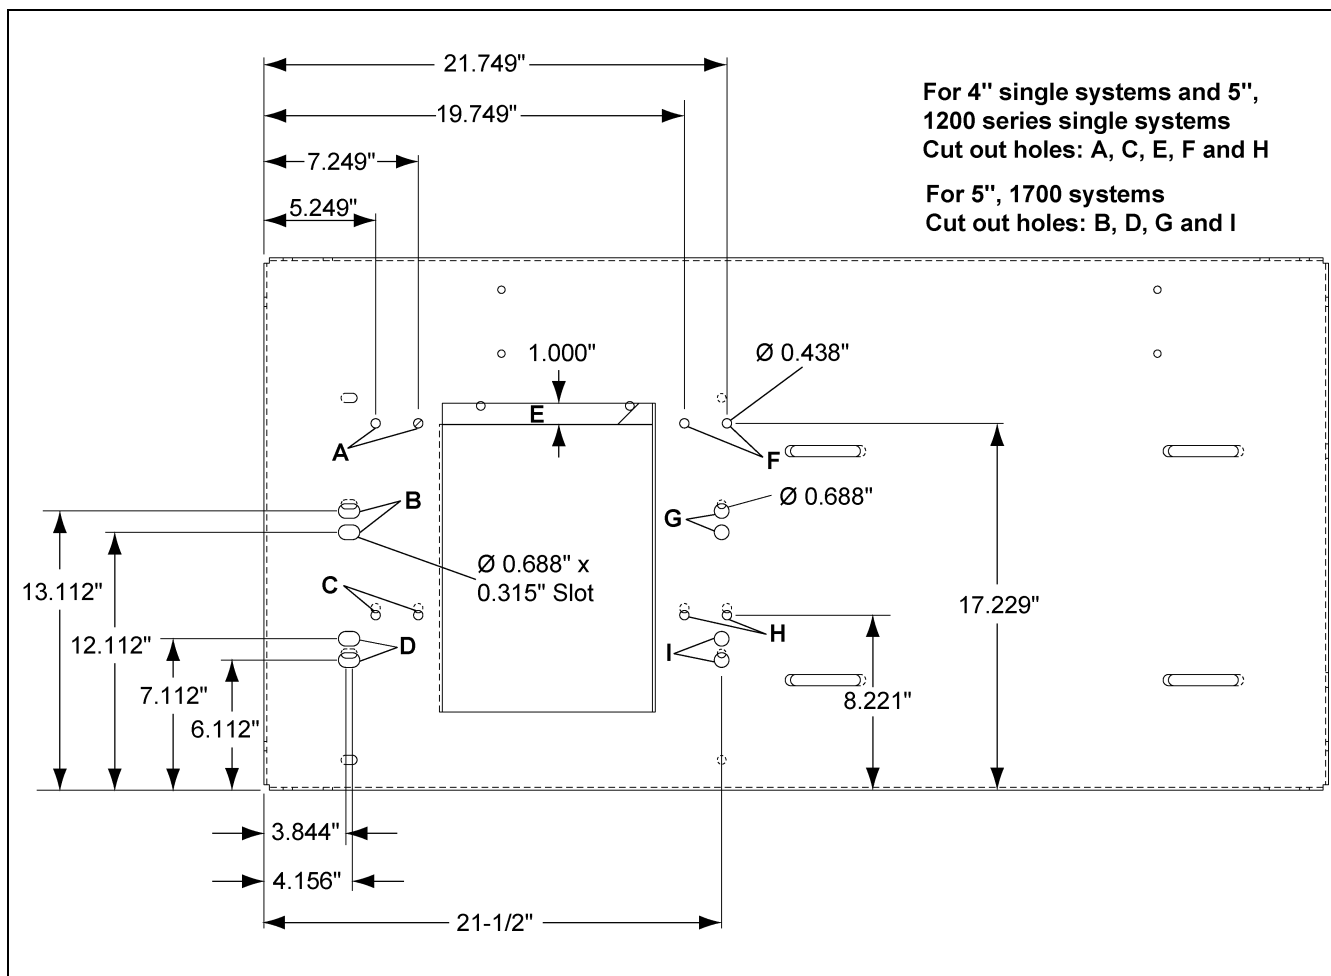 21.749"
19.749"
7.249"
5.249"
For 4" single systems and 5",
1200 series single systems
Cut out holes: A, C, E, F and H
For 5", 1700 systems
Cut out holes: B, D, G and I
1.000"
Ø 0.438"
E
A
F
B
Ø 0.688"
G
Ø 0.688" x
0.315" Slot
C
13.112"
17.229"
12.112"
H
D
I
7.112"
8.221"
6.112"
3.844"
4.156"
21-1/2"